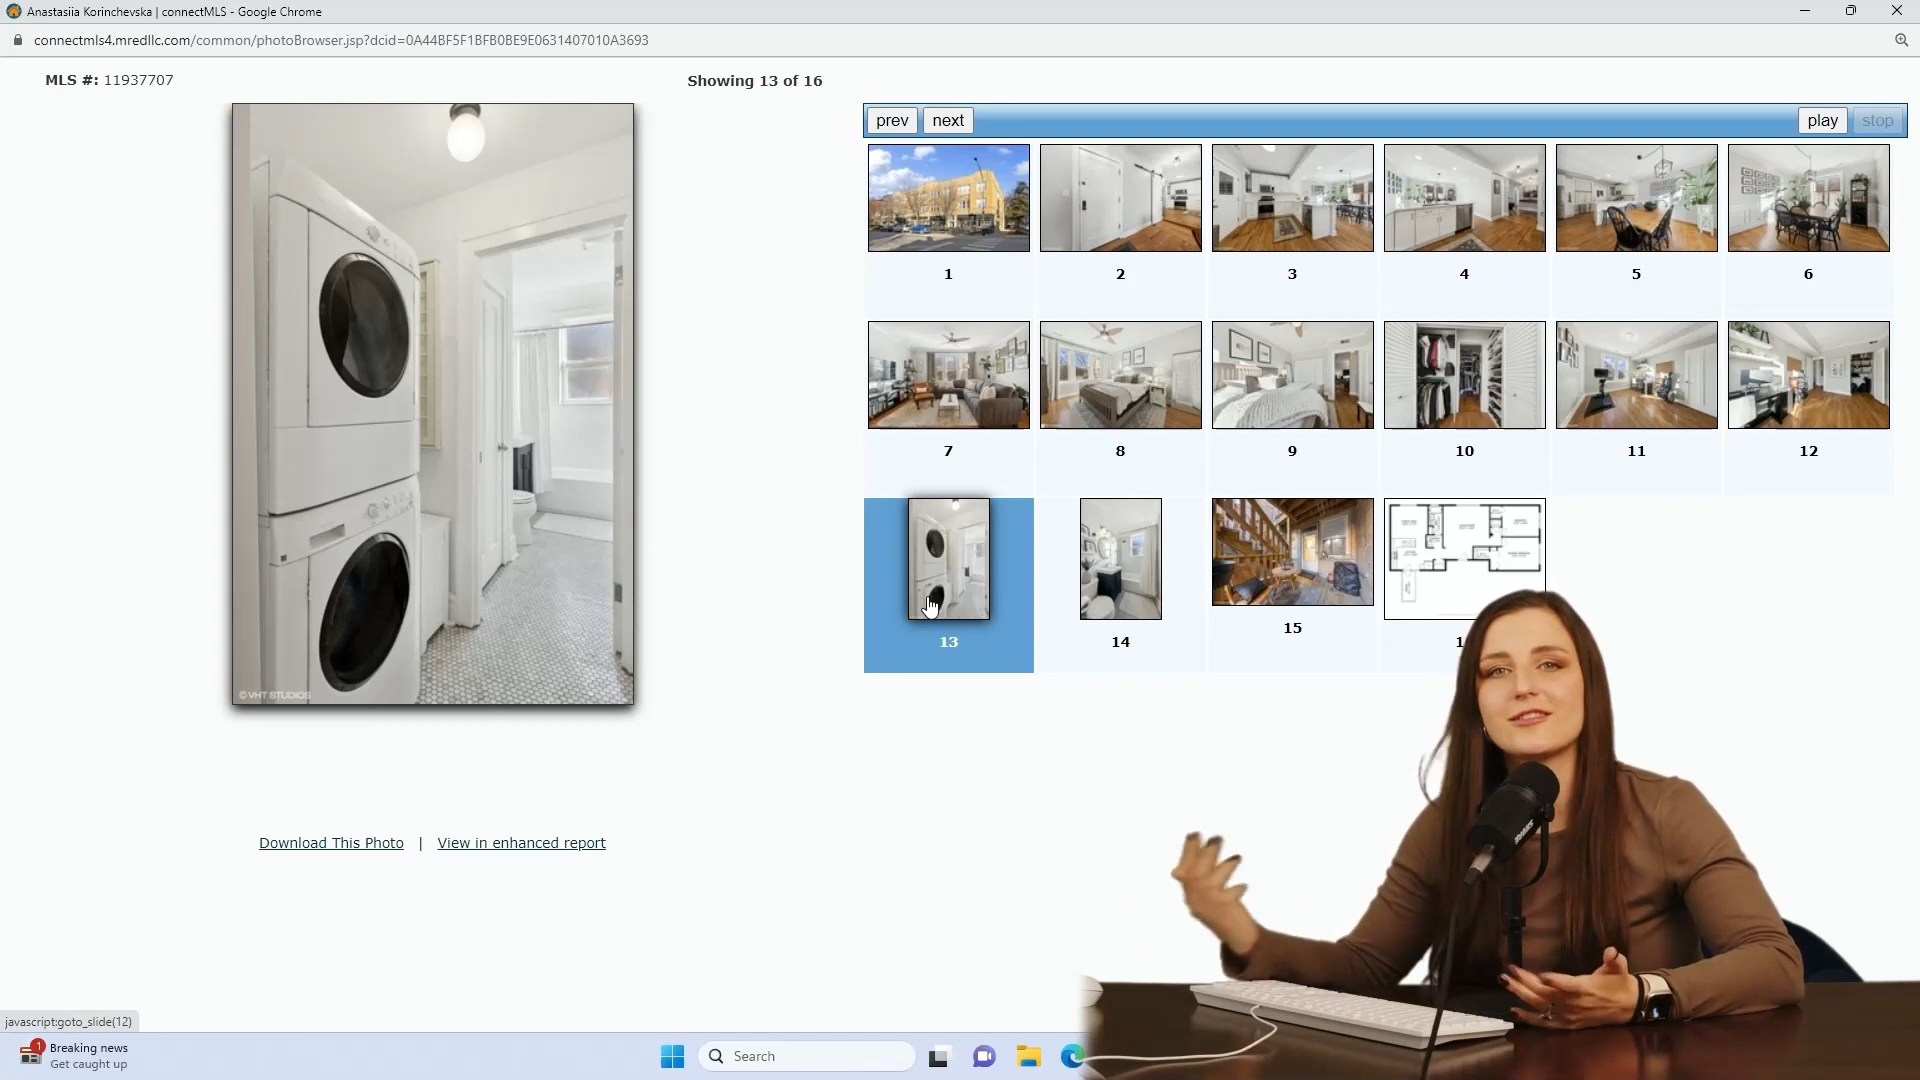 Anastasiia Korinchevska | connectMLS - Google Chrome
connectmls4.mredllc.com/common/photoBrowser.jsp?dcid=0A44BF5F1BFB0BE9E0631407010A3693
MLS #: 11937707
Showing 13 of 16
prev next play stop
1 2 3 4 5 6
7 8 9 10 11 12
13 14 15
© VHT STUDIOS
Download This Photo | View in enhanced report
javascript:goto_slide(12)
1
Breaking news
Get caught up
Search
SHURE